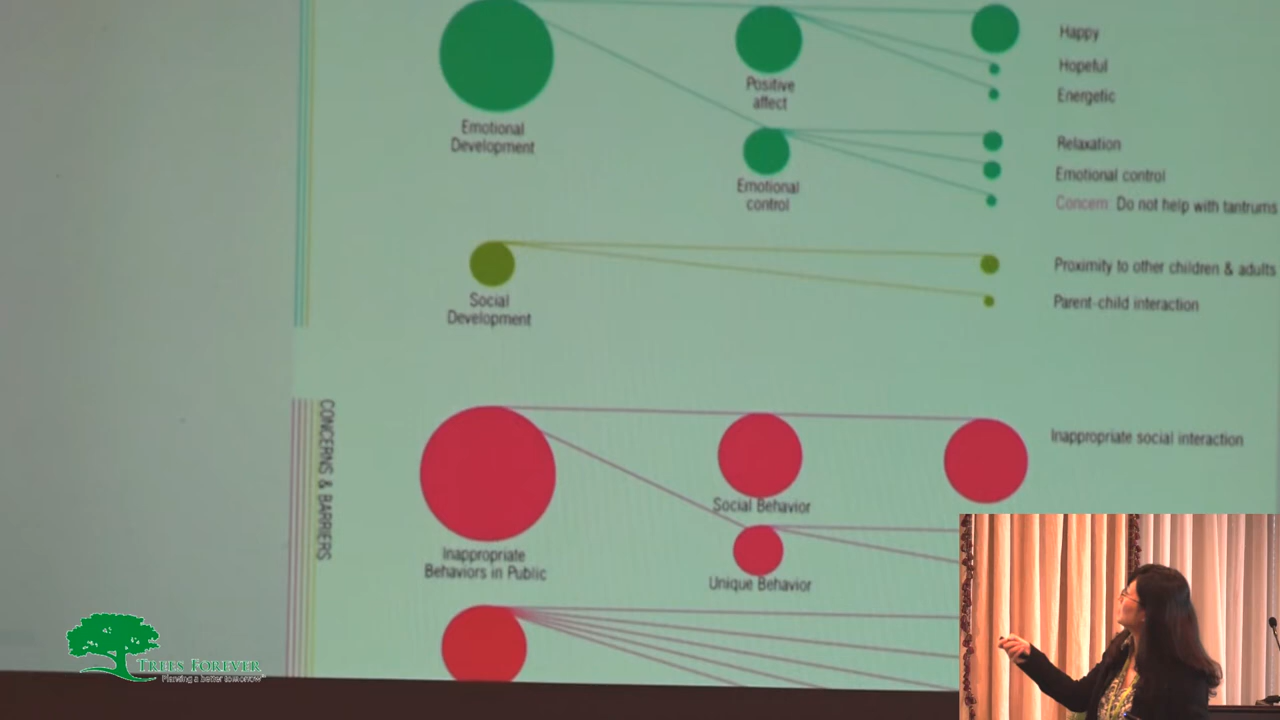 Happy
Hopeful
Energetic
Positive
affect
Emotional
Development
Relaxation
Emotional control
Concern: Do not help with tantrums
Emotional
control
Proximity to other children & adults
Parent-child interaction
Social
Development
CONCERNS & BARRIERS
Inappropriate social interaction
Social Behavior
Inappropriate
Behaviors in Public
Unique Behavior
TREES FOREVER
Planting a better tomorrow